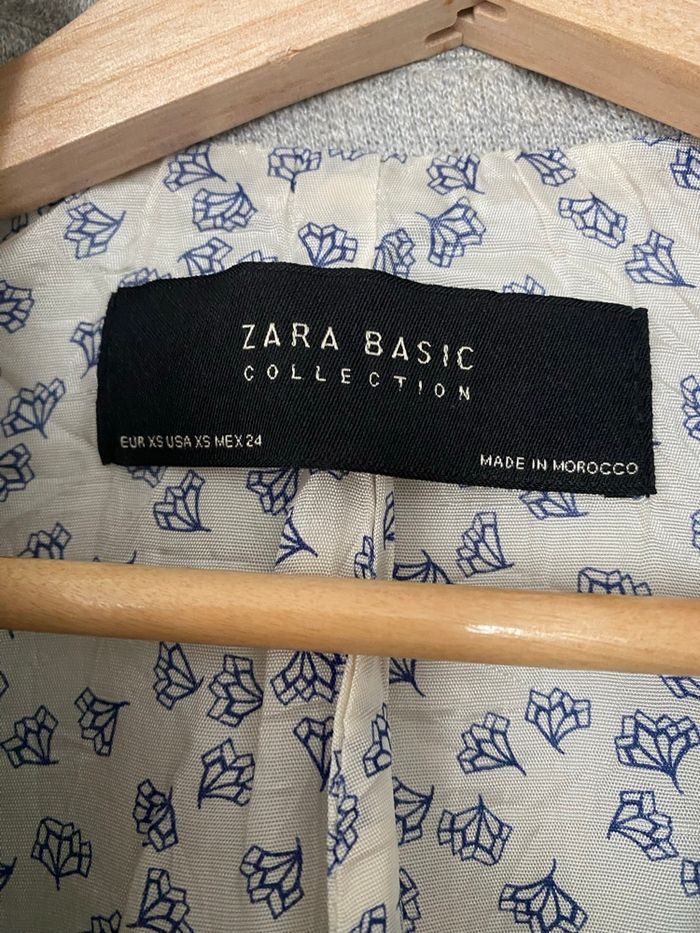 ZARA BASIC
COLLECTION
EUR XS USA XS MEX 24
MADE IN MOROCCO